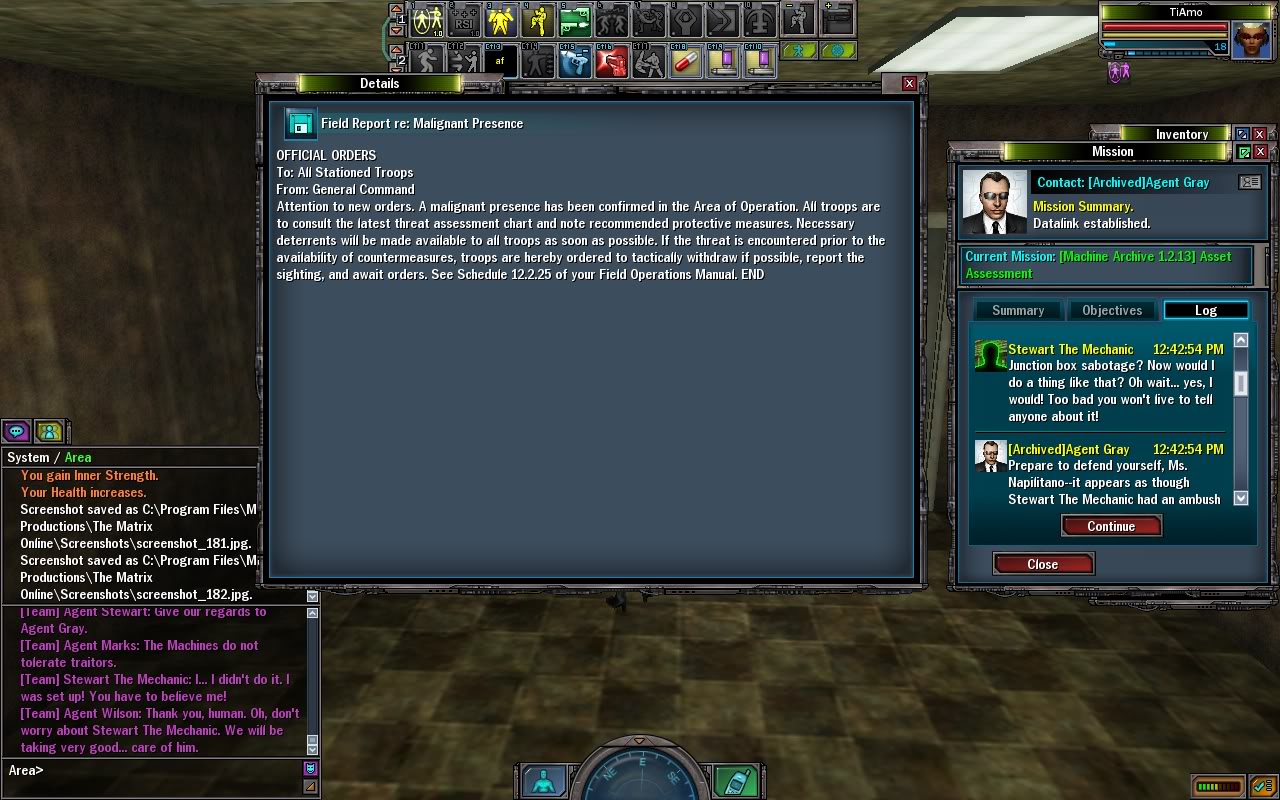 TiAmo
18
1
2
RSI
1.0
1.0
af
Details
Field Report re: Malignant Presence
OFFICIAL ORDERS
To: All Stationed Troops
From: General Command
Attention to new orders. A malignant presence has been confirmed in the Area of Operation. All troops are
to consult the latest threat assessment chart and note recommended protective measures. Necessary
deterrents will be made available to all troops as soon as possible. If the threat is encountered prior to the
availability of countermeasures, troops are hereby ordered to tactically withdraw if possible, report the
sighting, and await orders. See Schedule 12.2.25 of your Field Operations Manual. END
Inventory
Mission
Contact: [Archived]Agent Gray
Mission Summary.
Datalink established.
Current Mission: [Machine Archive 1.2.13] Asset
Assessment
Summary Objectives Log
Stewart The Mechanic 12:42:54 PM
Junction box sabotage? Now would I
do a thing like that? Oh wait... yes, I
would! Too bad you won't live to tell
anyone about it!
[Archived]Agent Gray 12:42:54 PM
Prepare to defend yourself, Ms.
Napilitano--it appears as though
Stewart The Mechanic had an ambush
Continue
Close
System / Area
You gain Inner Strength.
Your Health increases.
Screenshot saved as C:\Program Files\M
Productions\The Matrix
Online\Screenshots\screenshot_181.jpg.
Screenshot saved as C:\Program Files\M
Productions\The Matrix
Online\Screenshots\screenshot_182.jpg.
[Team] Agent Stewart: Give our regards to
Agent Gray.
[Team] Agent Marks: The Machines do not
tolerate traitors.
[Team] Stewart The Mechanic: I... I didn't do it. I
was set up! You have to believe me!
[Team] Agent Wilson: Thank you, human. Oh, don't
worry about Stewart The Mechanic. We will be
taking very good... care of him.
Area>
NE E SE